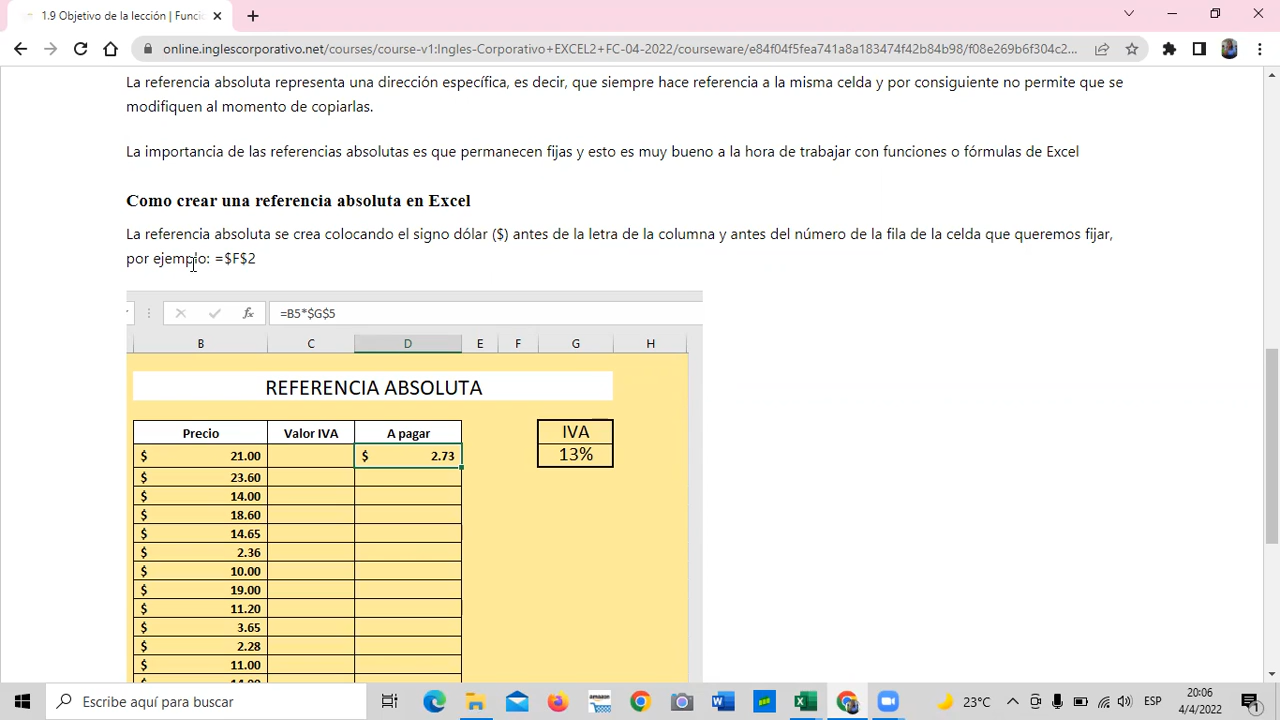 1.9 Objetivo de la lección | Funci
online.inglescorporativo.net/courses/course-v1:Ingles-Corporativo+EXCEL2+FC-04-2022/courseware/e84f04f5fea741a8a183474f42b84b98/f08e269b6f304c2...
La referencia absoluta representa una dirección específica, es decir, que siempre hace referencia a la misma celda y por consiguiente no permite que se
modifiquen al momento de copiarlas.
La importancia de las referencias absolutas es que permanecen fijas y esto es muy bueno a la hora de trabajar con funciones o fórmulas de Excel
Como crear una referencia absoluta en Excel
La referencia absoluta se crea colocando el signo dólar ($) antes de la letra de la columna y antes del número de la fila de la celda que queremos fijar,
por ejemplo: =$F$2
fx =B5*$G$5
B C D E F G H
REFERENCIA ABSOLUTA
Precio Valor IVA A pagar IVA
$ 21.00 $ 2.73 13%
$ 23.60
$ 14.00
$ 18.60
$ 14.65
$ 2.36
$ 10.00
$ 19.00
$ 11.20
$ 3.65
$ 2.28
$ 11.00
$ 14.00
Escribe aquí para buscar
amazon
23°C
ESP
20:06
4/4/2022
1